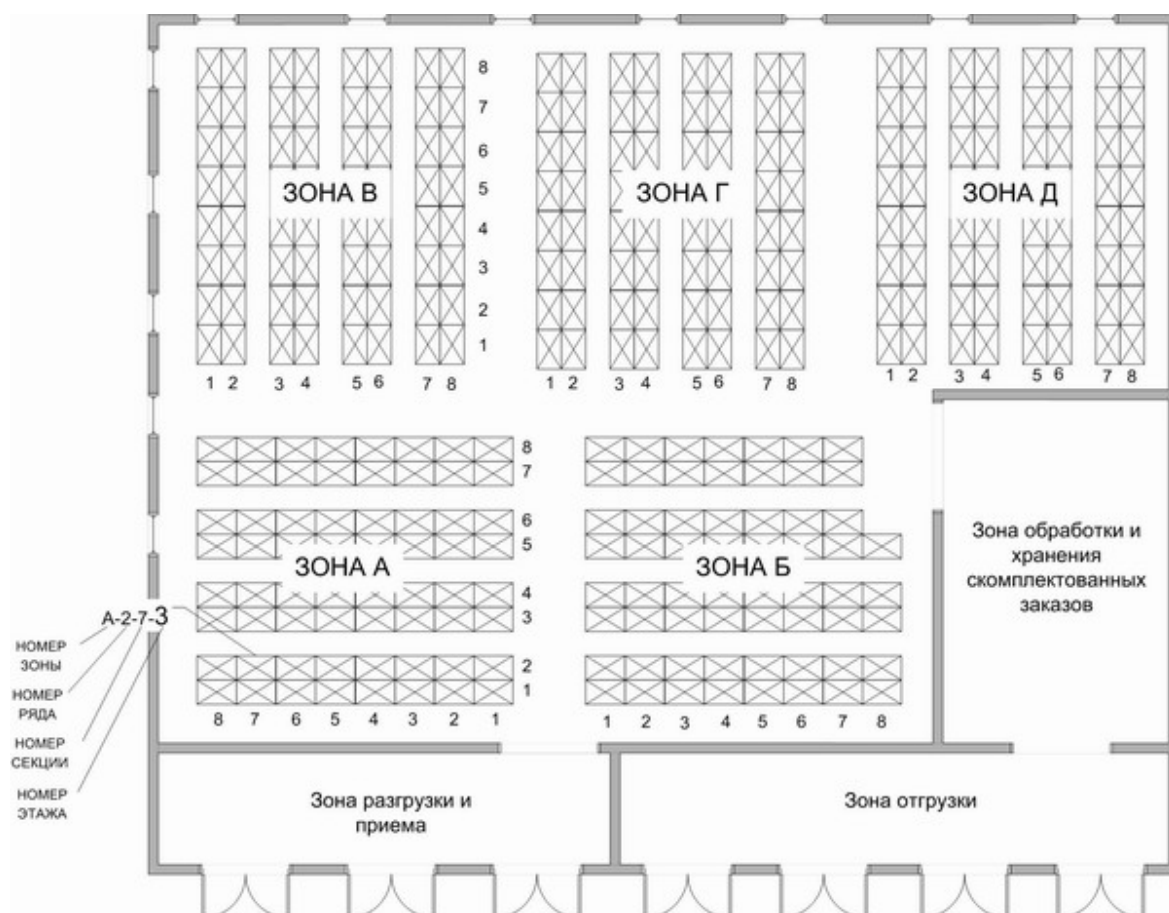 8
7
6
ЗОНА В
5
ЗОНА Г
ЗОНА Д
4
3
2
1
1 2 3 4 5 6 7 8
1 2 3 4 5 6 7 8
1 2 3 4 5 6 7 8
8
7
6
5
ЗОНА А
ЗОНА Б
4
3
2
1
8 7 6 5 4 3 2 1
1 2 3 4 5 6 7 8
Зона обработки и
хранения
скомплектованных
заказов
А-2-7-3
НОМЕР
ЗОНЫ
НОМЕР
РЯДА
НОМЕР
СЕКЦИИ
НОМЕР
ЭТАЖА
Зона разгрузки и
приема
Зона отгрузки